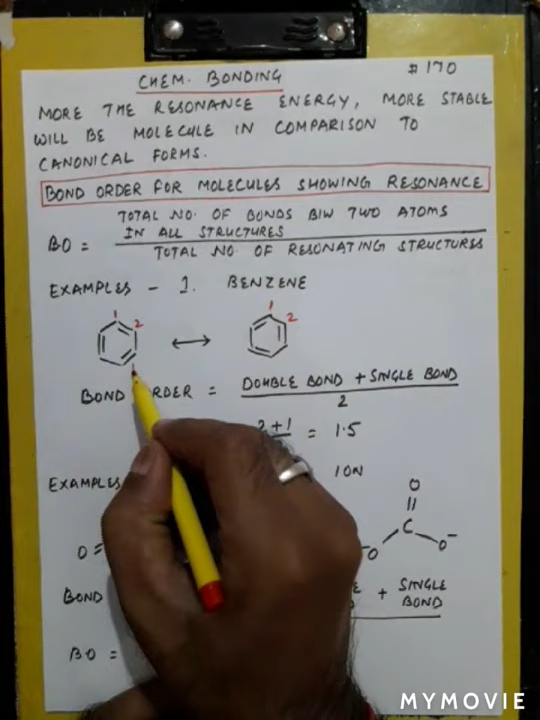 CHEM. BONDING
# 170
MORE THE RESONANCE ENERGY, MORE STABLE
WILL BE MOLECULE IN COMPARISON TO
CANONICAL FORMS.
BOND ORDER FOR MOLECULES SHOWING RESONANCE
TOTAL NO. OF BONDS B/W TWO ATOMS
IN ALL STRUCTURES
BO =
TOTAL NO. OF RESONATING STRUCTURES
EXAMPLES - 1. BENZENE
1 2 ↔ 1 2
BOND ORDER = DOUBLE BOND + SINGLE BOND
2
2+1 = 1.5
EXAMPLES ION
O
O= C
-O O-
BOND + SINGLE
BOND
BO =
MYMOVIE